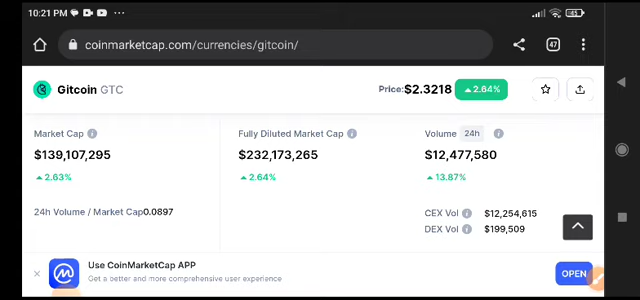 10:21 PM
45
coinmarketcap.com/currencies/gitcoin/
47
Gitcoin GTC
Price:$2.3218
2.64%
Market Cap
Fully Diluted Market Cap
Volume 24h
$139,107,295
$232,173,265
$12,477,580
2.63%
2.64%
13.87%
24h Volume / Market Cap0.0897
CEX Vol $12,254,615
DEX Vol $199,509
Use CoinMarketCap APP
Get a better and more comprehensive user experience
OPEN